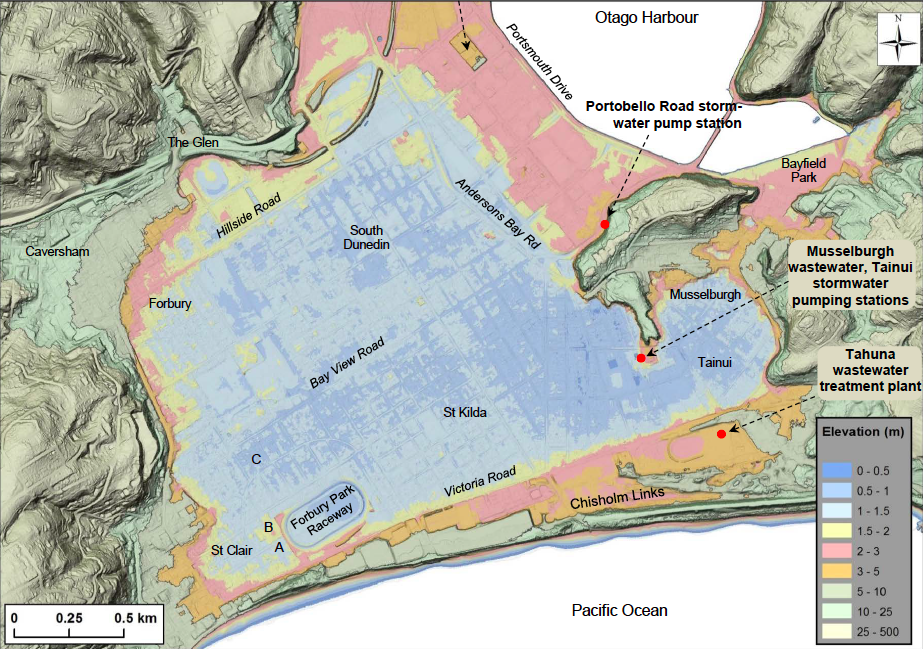 Otago Harbour
N
Portsmouth Drive
Portobello Road storm-
water pump station
The Glen
Bayfield
Park
Hillside Road
Andersons Bay Rd
South
Dunedin
Caversham
Musselburgh
wastewater, Tainui
stormwater
pumping stations
Musselburgh
Forbury
Bay View Road
Tainui
Tahuna
wastewater
treatment plant
St Kilda
Elevation (m)
0 - 0.5
0.5 - 1
1 - 1.5
1.5 - 2
2 - 3
3 - 5
5 - 10
10 - 25
25 - 500
C
Victoria Road
Forbury Park
Raceway
Chisholm Links
B
A
St Clair
Pacific Ocean
0 0.25 0.5 km